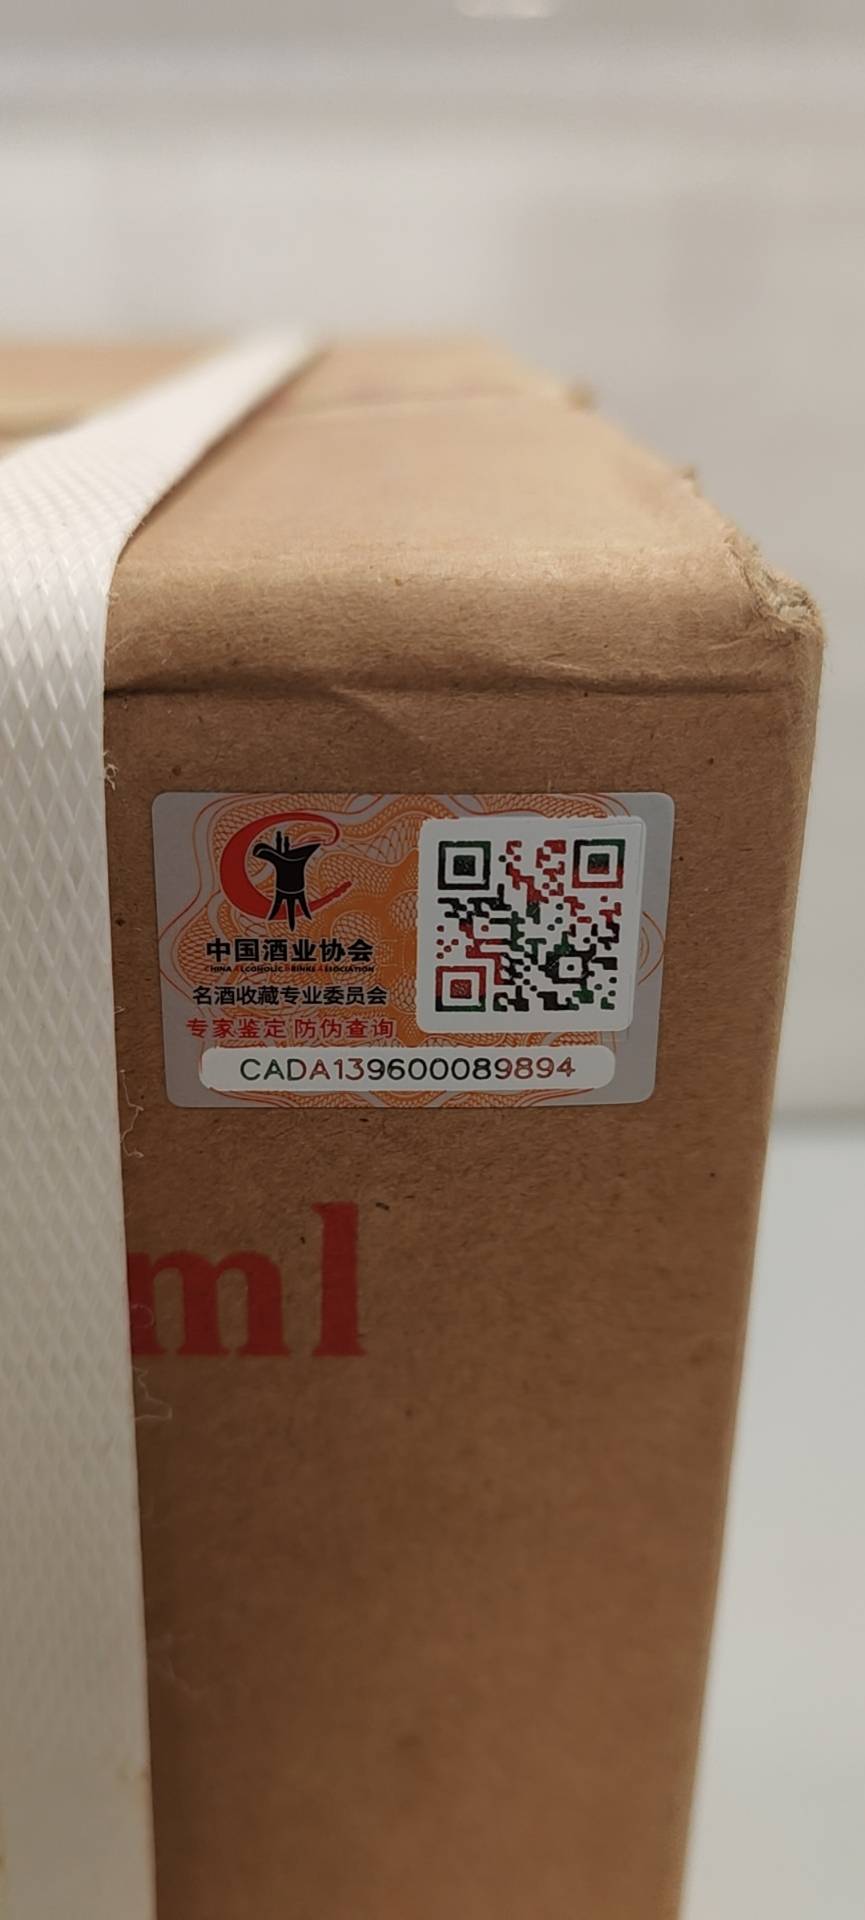 中国酒业协会
CHINA ALCOHOLIC DRINKS ASSOCIATION
名酒收藏专业委员会
专家鉴定 防伪查询
CADA139600089894
ml